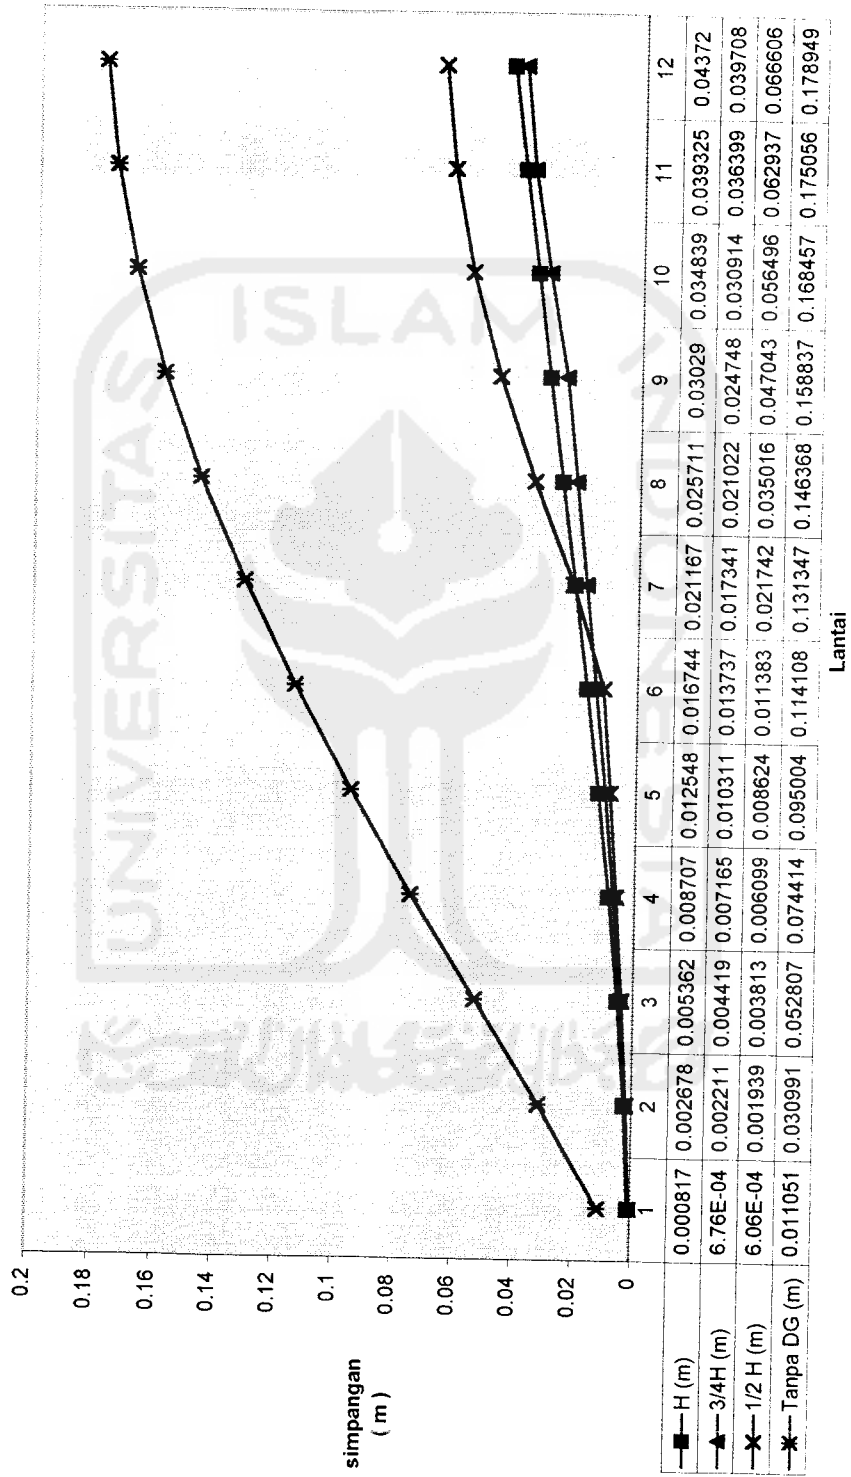 simpangan
( m )
0.2
0.18
0.16
0.14
0.12
0.1
0.08
0.06
0.04
0.02
0
1 2 3 4 5 6 7 8 9 10 11 12
H (m) 0.000817 0.002678 0.005362 0.008707 0.012548 0.016744 0.021167 0.025711 0.03029 0.034839 0.039325 0.04372
3/4H (m) 6.76E-04 0.002211 0.004419 0.007165 0.010311 0.013737 0.017341 0.021022 0.024748 0.030914 0.036399 0.039708
1/2 H (m) 6.06E-04 0.001939 0.003813 0.006099 0.008624 0.011383 0.021742 0.035016 0.047043 0.056496 0.062937 0.066606
Tanpa DG (m) 0.011051 0.030991 0.052807 0.074414 0.095004 0.114108 0.131347 0.146368 0.158837 0.168457 0.175056 0.178949
Lantai
UNIVERSITAS
ISLAM
INDONESIA